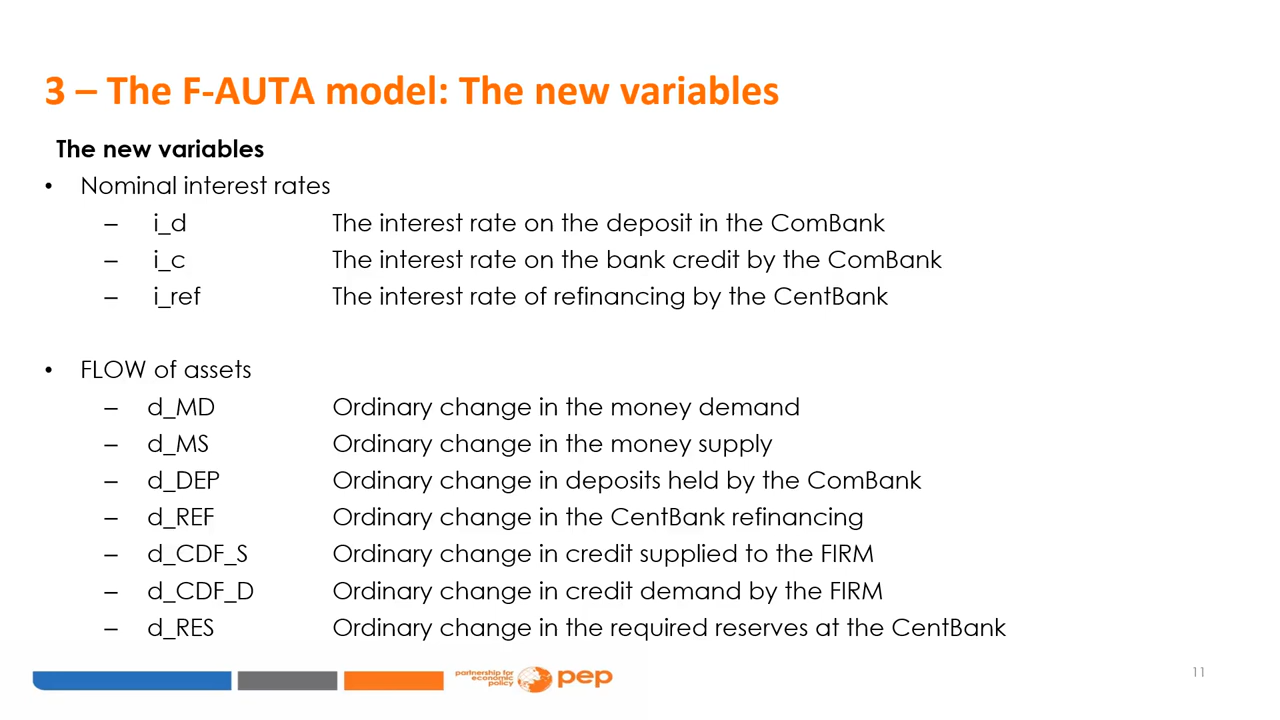 3 – The F-AUTA model: The new variables
The new variables
• Nominal interest rates
– i_d The interest rate on the deposit in the ComBank
– i_c The interest rate on the bank credit by the ComBank
– i_ref The interest rate of refinancing by the CentBank
• FLOW of assets
– d_MD Ordinary change in the money demand
– d_MS Ordinary change in the money supply
– d_DEP Ordinary change in deposits held by the ComBank
– d_REF Ordinary change in the CentBank refinancing
– d_CDF_S Ordinary change in credit supplied to the FIRM
– d_CDF_D Ordinary change in credit demand by the FIRM
– d_RES Ordinary change in the required reserves at the CentBank
partnership for
economic
policy
pep
11